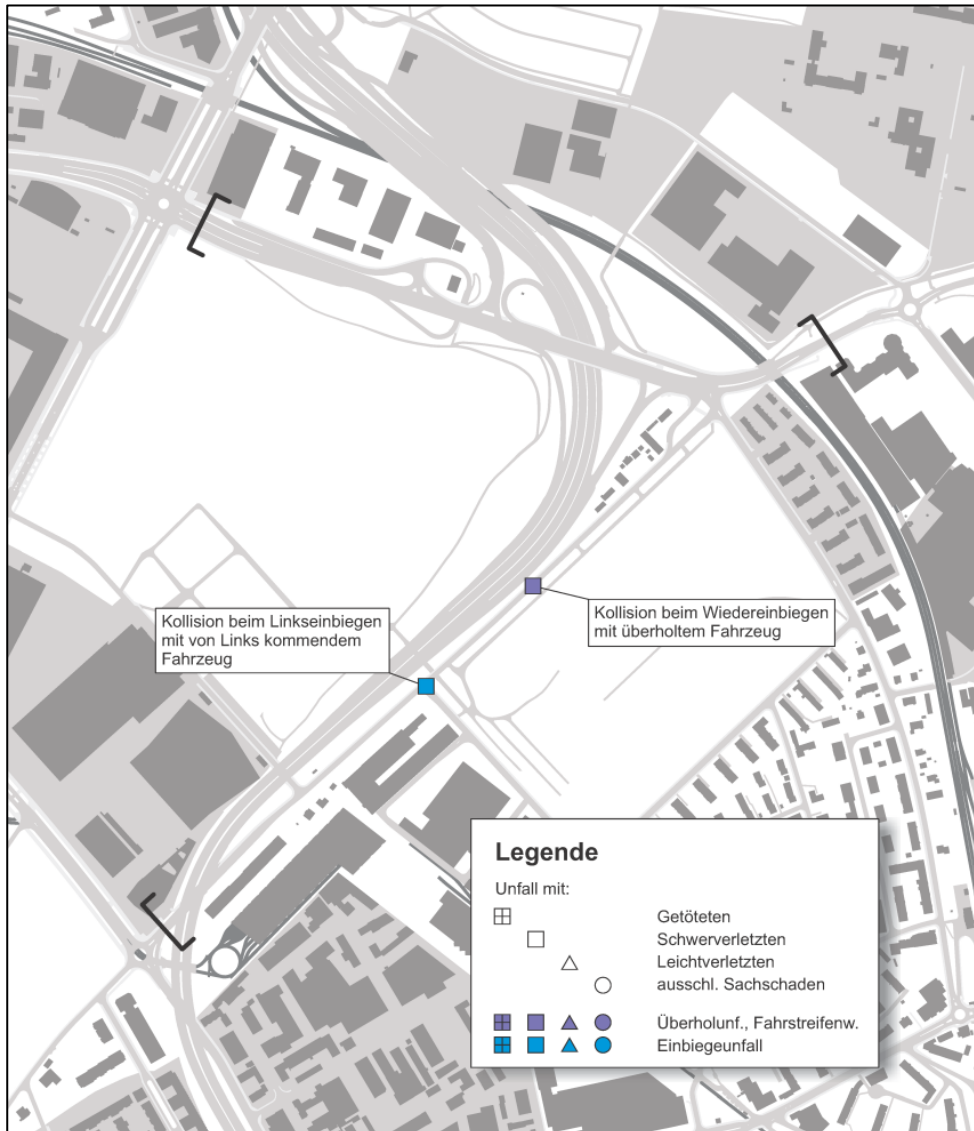 Kollision beim Linkseinbiegen
mit von Links kommendem
Fahrzeug
Kollision beim Wiedereinbiegen
mit überholtem Fahrzeug
Legende
Unfall mit:
Getöteten
Schwerverletzten
Leichtverletzten
ausschl. Sachschaden
Überholunf., Fahrstreifenw.
Einbiegeunfall